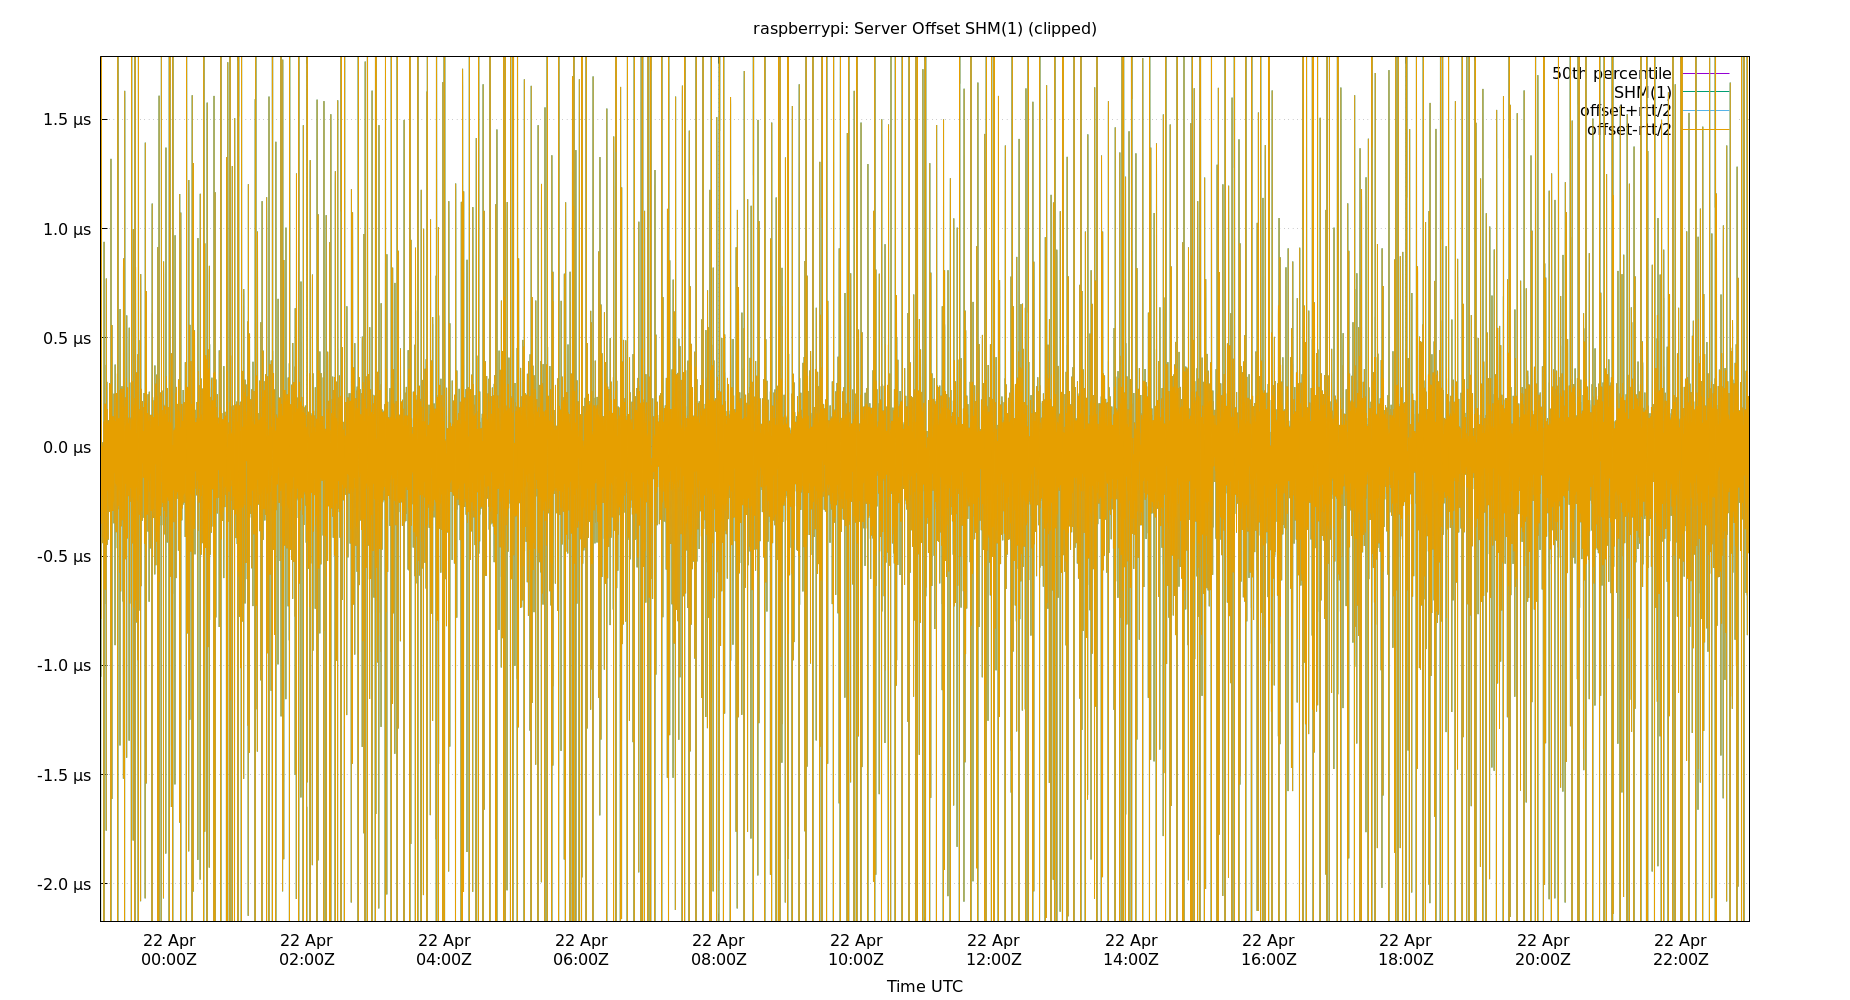 raspberrypi: Server Offset SHM(1) (clipped)
50th percentile
SHM(1)
offset+rtt/2
offset-rtt/2
1.5 µs
1.0 µs
0.5 µs
0.0 µs
-0.5 µs
-1.0 µs
-1.5 µs
-2.0 µs
22 Apr 22 Apr 22 Apr 22 Apr 22 Apr 22 Apr 22 Apr 22 Apr 22 Apr 22 Apr 22 Apr 22 Apr
00:00Z 02:00Z 04:00Z 06:00Z 08:00Z 10:00Z 12:00Z 14:00Z 16:00Z 18:00Z 20:00Z 22:00Z
Time UTC